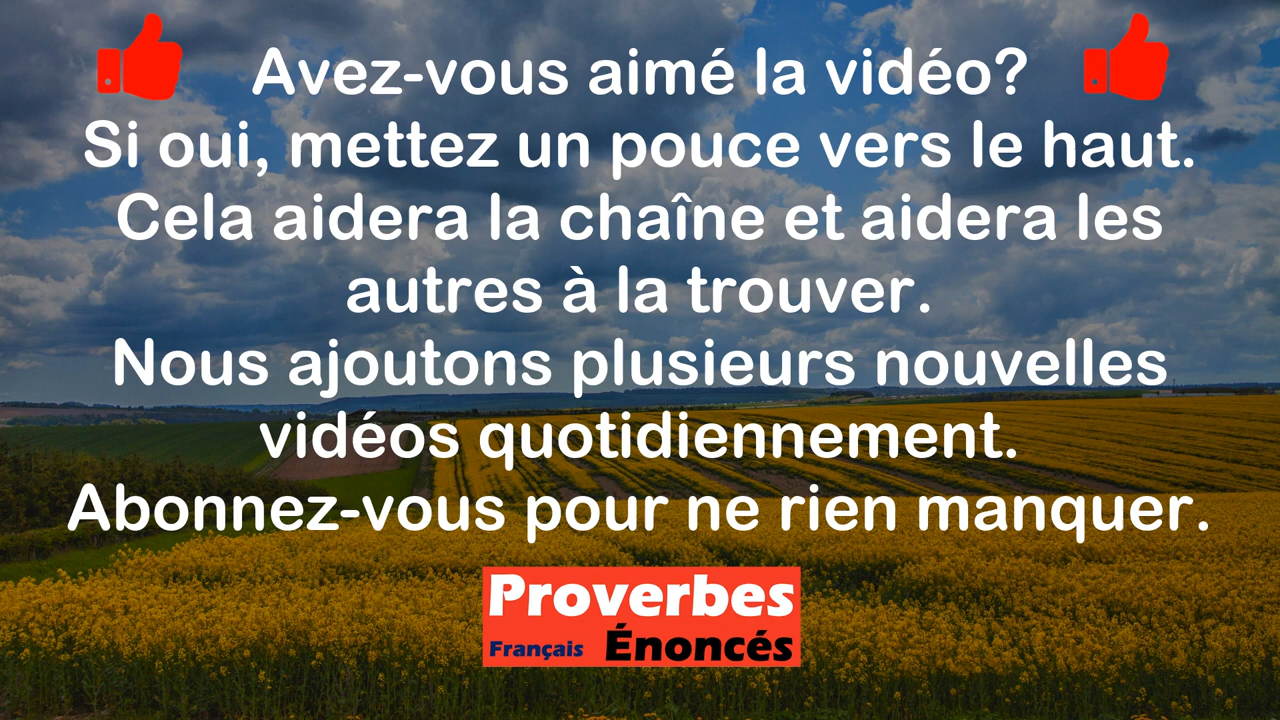 Avez-vous aimé la vidéo?
Si oui, mettez un pouce vers le haut.
Cela aidera la chaîne et aidera les
autres à la trouver.
Nous ajoutons plusieurs nouvelles
vidéos quotidiennement.
Abonnez-vous pour ne rien manquer.
Proverbes
Français Énoncés